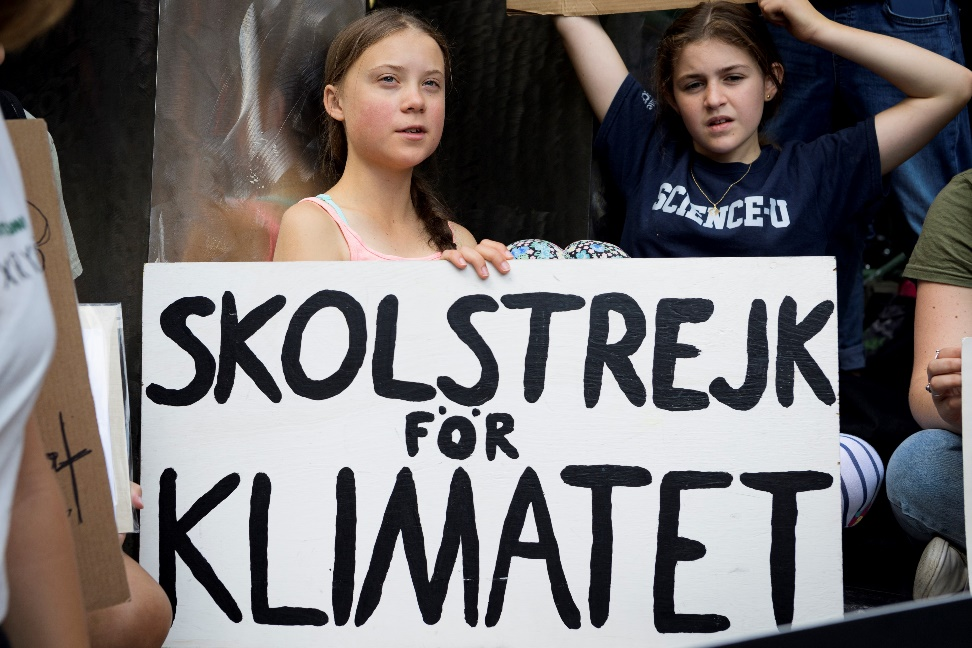 SCIENCE-U
SKOLSTREJK
FÖR
KLIMATET